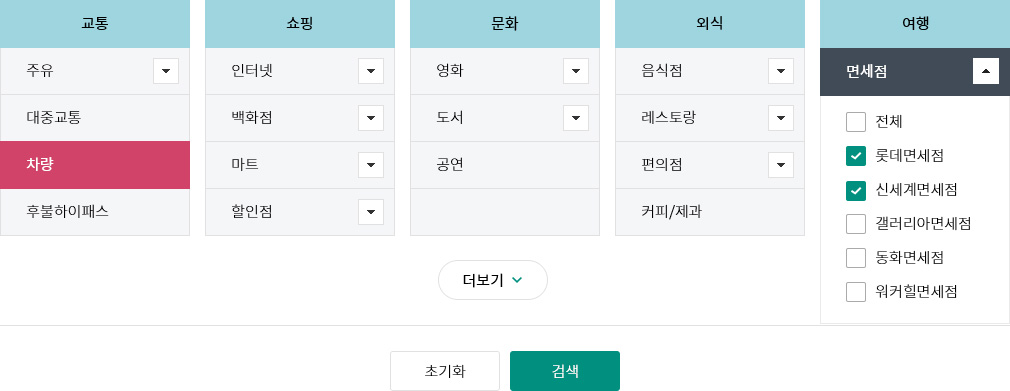 교통
주유
대중교통
차량
후불하이패스
쇼핑
인터넷
백화점
마트
할인점
문화
영화
도서
공연
외식
음식점
레스토랑
편의점
커피/제과
여행
면세점
전체
롯데면세점
신세계면세점
갤러리아면세점
동화면세점
워커힐면세점
더보기
초기화
검색